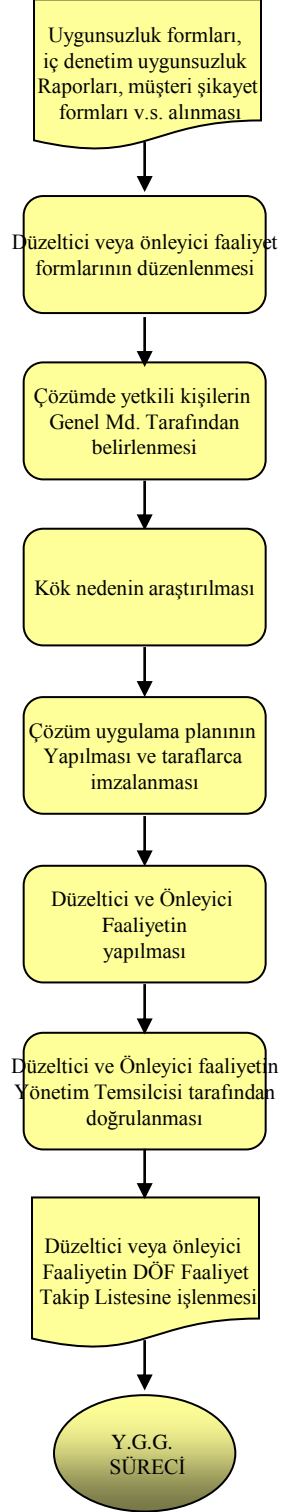 Uygunsuzluk formları,
iç denetim uygunsuzluk
Raporları, müşteri şikayet
formları v.s. alınması
Düzeltici veya önleyici faaliyet
formlarının düzenlenmesi
Çözümde yetkili kişilerin
Genel Md. Tarafından
belirlenmesi
Kök nedenin araştırılması
Çözüm uygulama planının
Yapılması ve taraflarca
imzalanması
Düzeltici ve Önleyici
Faaliyetin
yapılması
Düzeltici ve Önleyici faaliyetin
Yönetim Temsilcisi tarafından
doğrulanması
Düzeltici veya önleyici
Faaliyetin DÖF Faaliyet
Takip Listesine işlenmesi
Y.G.G.
SÜRECİ